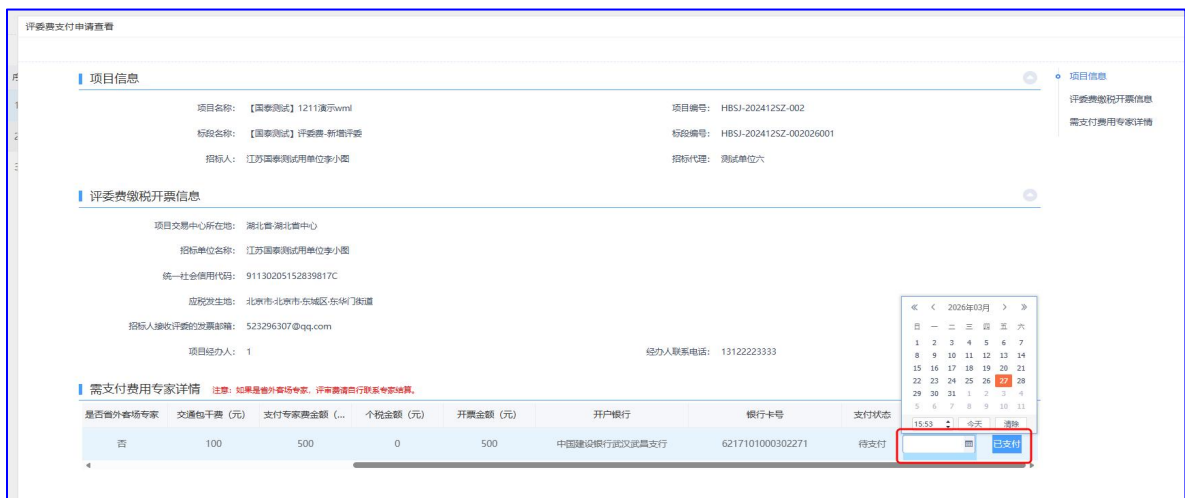 评委费支付申请查看
项目信息
项目信息
评委费缴税开票信息
需支付费用专家详情
项目名称： 【国泰测试】1211演示wml 项目编号： HBSJ-202412SZ-002
标段名称： 【国泰测试】评委费-新增评委 标段编号： HBSJ-202412SZ-002026001
招标人： 江苏国泰测试用单位李小图 招标代理： 测试单位六
评委费缴税开票信息
项目交易中心所在地： 湖北省·湖北省中心
招标单位名称： 江苏国泰测试用单位李小图
统一社会信用代码： 91130205152839817C
应税发生地： 北京市·北京市·东城区·东华门街道
招标人接收评委的发票邮箱： 523296307@qq.com
项目经办人： 1 经办人联系电话： 13122223333
2026年03月
日 一 二 三 四 五 六
1 2 3 4 5 6 7
8 9 10 11 12 13 14
15 16 17 18 19 20 21
22 23 24 25 26 27 28
29 30 31 1 2 3 4
5 6 7 8 9 10 11
15:53 今天 清除
需支付费用专家详情 注意：如果是省外客场专家，评审费请自行联系专家结算。
是否省外客场专家 交通包干费（元） 支付专家费金额（... 个税金额（元） 开票金额（元） 开户银行 银行卡号 支付状态
否 100 500 0 500 中国建设银行武汉武昌支行 6217101000302271 待支付 已支付